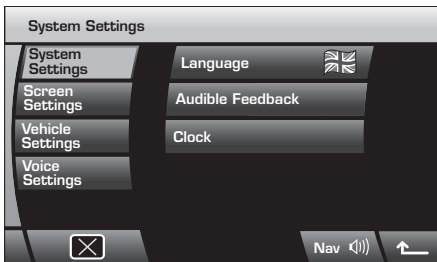 System Settings
System
Settings
Screen
Settings
Vehicle
Settings
Voice
Settings
Language
Audible Feedback
Clock
Nav